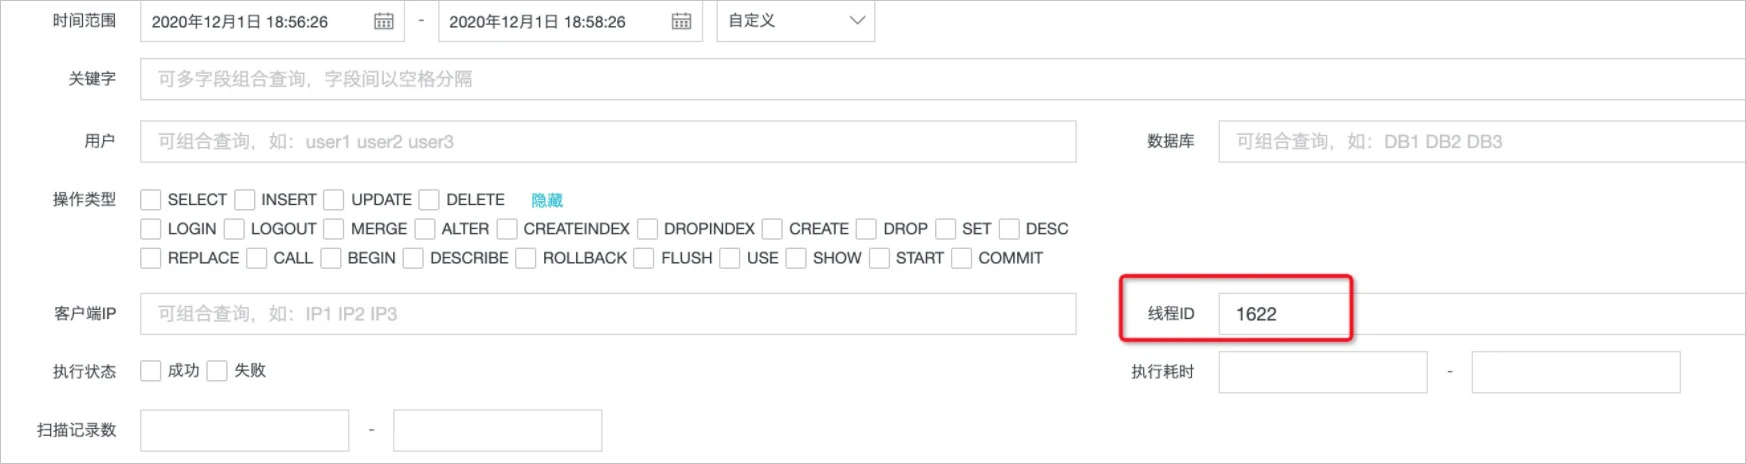 时间范围 2020年12月1日 18:56:26 - 2020年12月1日 18:58:26 自定义
关键字 可多字段组合查询，字段间以空格分隔
用户 可组合查询，如：user1 user2 user3 数据库 可组合查询，如：DB1 DB2 DB3
操作类型 SELECT INSERT UPDATE DELETE 隐藏
LOGIN LOGOUT MERGE ALTER CREATEINDEX DROPINDEX CREATE DROP SET DESC
REPLACE CALL BEGIN DESCRIBE ROLLBACK FLUSH USE SHOW START COMMIT
客户端IP 可组合查询，如：IP1 IP2 IP3 线程ID 1622
执行状态 成功 失败 执行耗时 -
扫描记录数 -